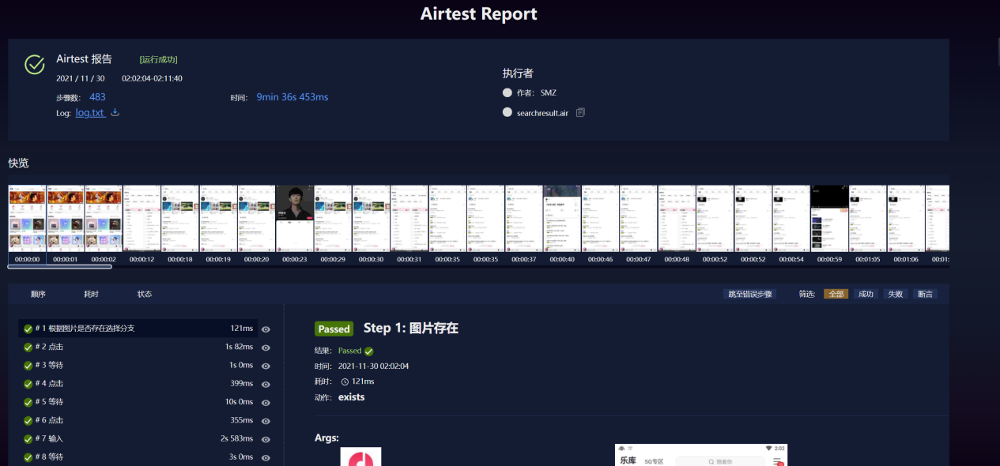 Airtest Report
Airtest 报告 [运行成功]
2021 / 11 / 30 02:02:04-02:11:40
步骤数: 483 时间: 9min 36s 453ms
Log: log.txt
执行者
作者: SMZ
searchresult.air
快览
00:00:00 00:00:01 00:00:02 00:00:12 00:00:18 00:00:19 00:00:20 00:00:23 00:00:29 00:00:30 00:00:31 00:00:35 00:00:35 00:00:37 00:00:40 00:00:46 00:00:47 00:00:48 00:00:52 00:00:52 00:00:54 00:00:59 00:01:05 00:01:06 00:01:
顺序 耗时 状态 跳至错误步骤 筛选: 全部 成功 失败 断言
# 1 根据图片是否存在选择分支 121ms
# 2 点击 1s 82ms
# 3 等待 1s 0ms
# 4 点击 399ms
# 5 等待 10s 0ms
# 6 点击 355ms
# 7 输入 2s 583ms
# 8 等待 3s 0ms
Passed Step 1: 图片存在
结果: Passed
时间: 2021-11-30 02:02:04
耗时: 121ms
动作: exists
Args:
2:02
乐库 5G专区 陪着你